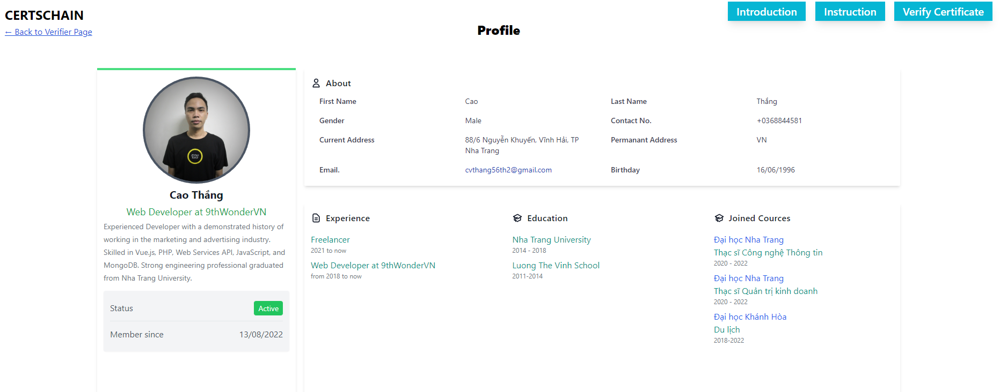 CERTSCHAIN
← Back to Verifier Page
Introduction
Instruction
Verify Certificate
Profile
Cao Thắng
Web Developer at 9thWonderVN
Experienced Developer with a demonstrated history of
working in the marketing and advertising industry.
Skilled in Vue.js, PHP, Web Services API, JavaScript, and
MongoDB. Strong engineering professional graduated
from Nha Trang University.
Status Active
Member since 13/08/2022
About
First Name Cao Last Name Thắng
Gender Male Contact No. +0368844581
Current Address 88/6 Nguyễn Khuyến, Vĩnh Hải, TP Permanant Address VN
Nha Trang
Email. cvthang56th2@gmail.com Birthday 16/06/1996
Experience
Freelancer
2021 to now
Web Developer at 9thWonderVN
from 2018 to now
Education
Nha Trang University
2014 - 2018
Luong The Vinh School
2011-2014
Joined Cources
Đại học Nha Trang
Thạc sĩ Công nghệ Thông tin
2020 - 2022
Đại học Nha Trang
Thạc sĩ Quản trị kinh doanh
2020 - 2022
Đại học Khánh Hòa
Du lịch
2018-2022